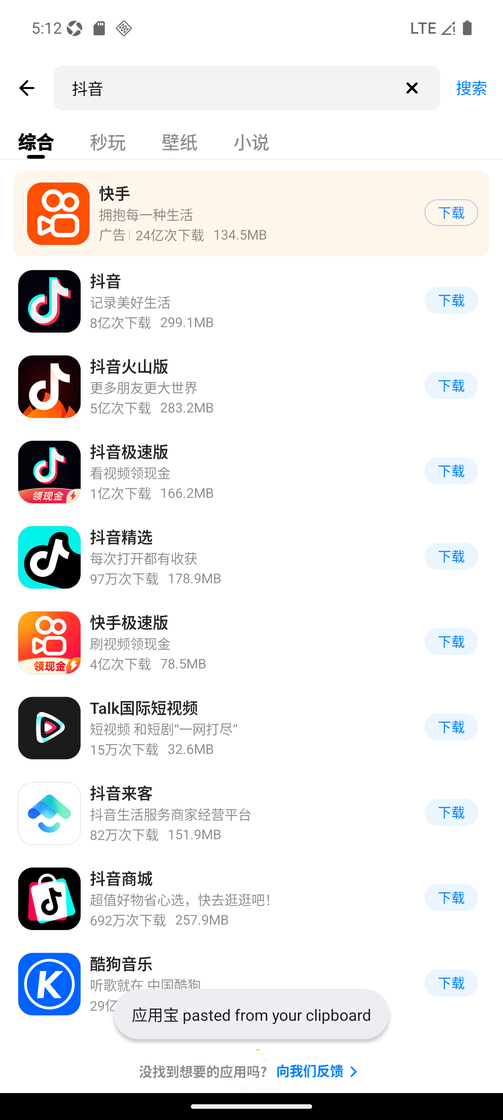 5:12 LTE
抖音 搜索
综合 秒玩 壁纸 小说
快手
拥抱每一种生活
广告 24亿次下载 134.5MB
下载
抖音
记录美好生活
8亿次下载 299.1MB
下载
抖音火山版
更多朋友更大世界
5亿次下载 283.2MB
下载
领现金
抖音极速版
看视频领现金
1亿次下载 166.2MB
下载
抖音精选
每次打开都有收获
97万次下载 178.9MB
下载
领现金
快手极速版
刷视频领现金
4亿次下载 78.5MB
下载
Talk国际短视频
短视频 和短剧“一网打尽”
15万次下载 32.6MB
下载
抖音来客
抖音生活服务商家经营平台
82万次下载 151.9MB
下载
抖音商城
超值好物省心选，快去逛逛吧！
692万次下载 257.9MB
下载
K
酷狗音乐
听歌就在 中国酷狗
29亿
下载
应用宝 pasted from your clipboard
没找到想要的应用吗？ 向我们反馈